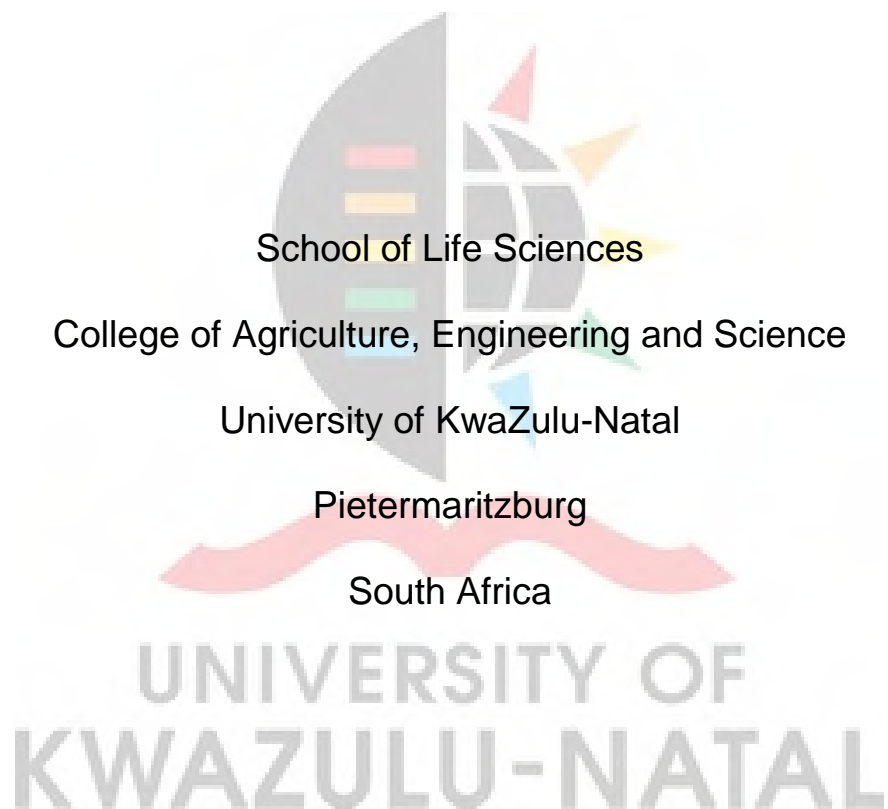 School of Life Sciences
College of Agriculture, Engineering and Science
University of KwaZulu-Natal
Pietermaritzburg
South Africa
UNIVERSITY OF
KWAZULU-NATAL